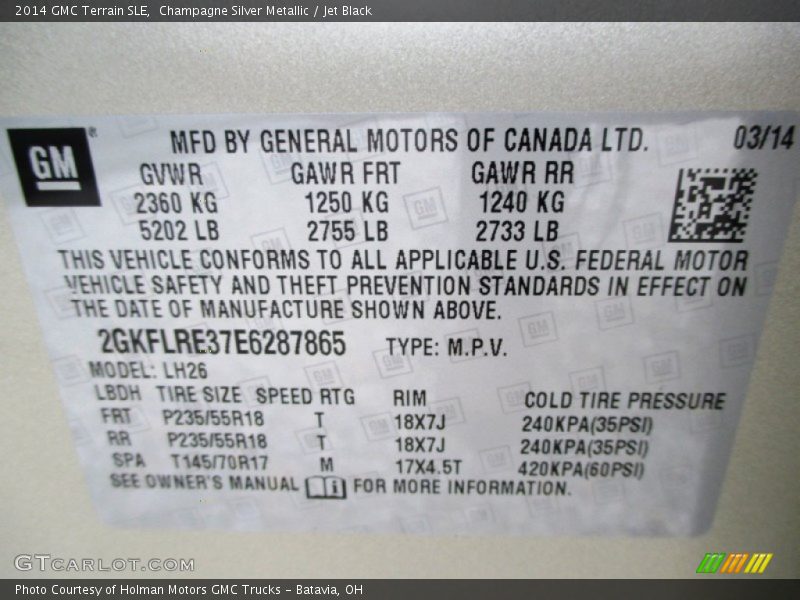 2014 GMC Terrain SLE, Champagne Silver Metallic / Jet Black
GM®
MFD BY GENERAL MOTORS OF CANADA LTD. 03/14
GVWR GAWR FRT GAWR RR
2360 KG 1250 KG 1240 KG
5202 LB 2755 LB 2733 LB
THIS VEHICLE CONFORMS TO ALL APPLICABLE U.S. FEDERAL MOTOR
VEHICLE SAFETY AND THEFT PREVENTION STANDARDS IN EFFECT ON
THE DATE OF MANUFACTURE SHOWN ABOVE.
2GKFLRE37E6287865 TYPE: M.P.V.
MODEL: LH26
LBDH TIRE SIZE SPEED RTG RIM COLD TIRE PRESSURE
FRT P235/55R18 T 18X7J 240KPA(35PSI)
RR P235/55R18 T 18X7J 240KPA(35PSI)
SPA T145/70R17 M 17X4.5T 420KPA(60PSI)
SEE OWNER'S MANUAL i FOR MORE INFORMATION.
GTCARLOT.COM
Photo Courtesy of Holman Motors GMC Trucks – Batavia, OH